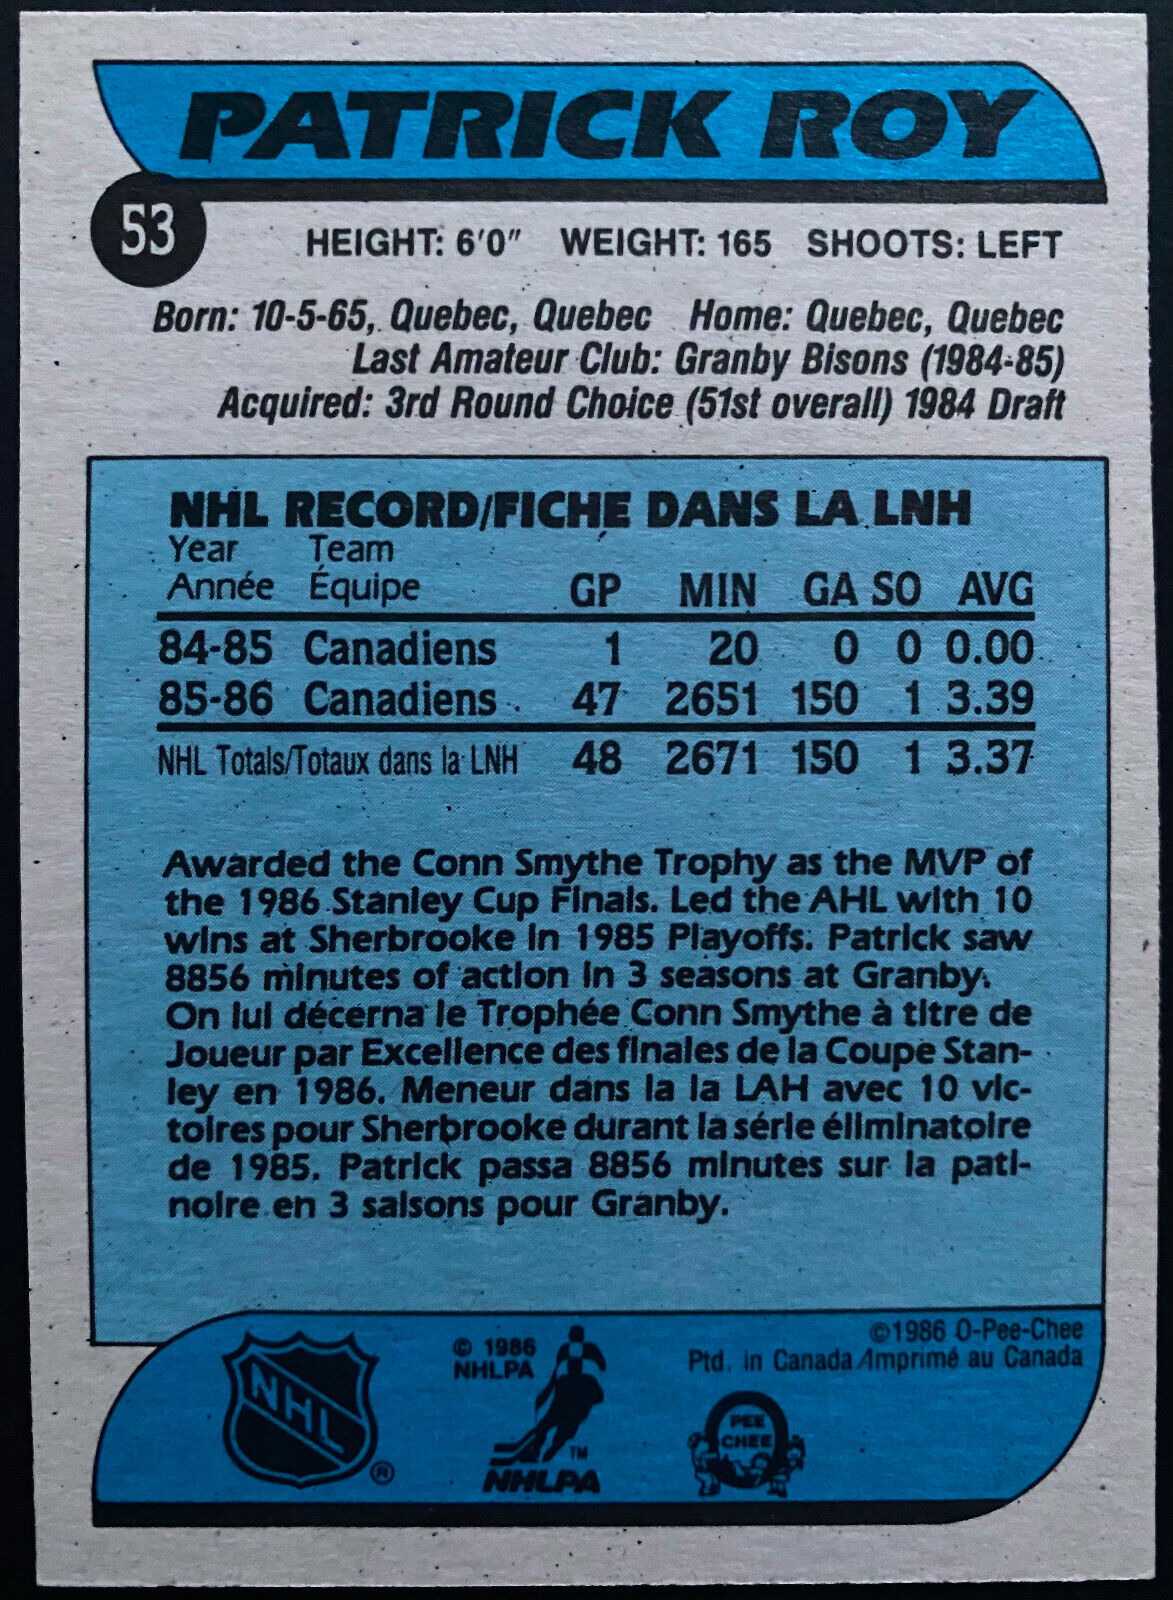 PATRICK ROY
53
HEIGHT: 6'0" WEIGHT: 165 SHOOTS: LEFT
Born: 10-5-65, Quebec, Quebec Home: Quebec, Quebec
Last Amateur Club: Granby Bisons (1984-85)
Acquired: 3rd Round Choice (51st overall) 1984 Draft
NHL RECORD/FICHE DANS LA LNH
Year Team
Année Équipe GP MIN GA SO AVG
84-85 Canadiens 1 20 0 0 0.00
85-86 Canadiens 47 2651 150 1 3.39
NHL Totals/Totaux dans la LNH 48 2671 150 1 3.37
Awarded the Conn Smythe Trophy as the MVP of
the 1986 Stanley Cup Finals. Led the AHL with 10
wins at Sherbrooke in 1985 Playoffs. Patrick saw
8856 minutes of action in 3 seasons at Granby.
On lui décerna le Trophée Conn Smythe à titre de
Joueur par Excellence des finales de la Coupe Stan-
ley en 1986. Meneur dans la la LAH avec 10 vic-
toires pour Sherbrooke durant la série éliminatoire
de 1985. Patrick passa 8856 minutes sur la pati-
noire en 3 saisons pour Granby.
©1986 O-Pee-Chee
Ptd. in Canada/Imprimé au Canada
© 1986
NHLPA
NHL ®
TM
NHLPA
PEE
CHEE